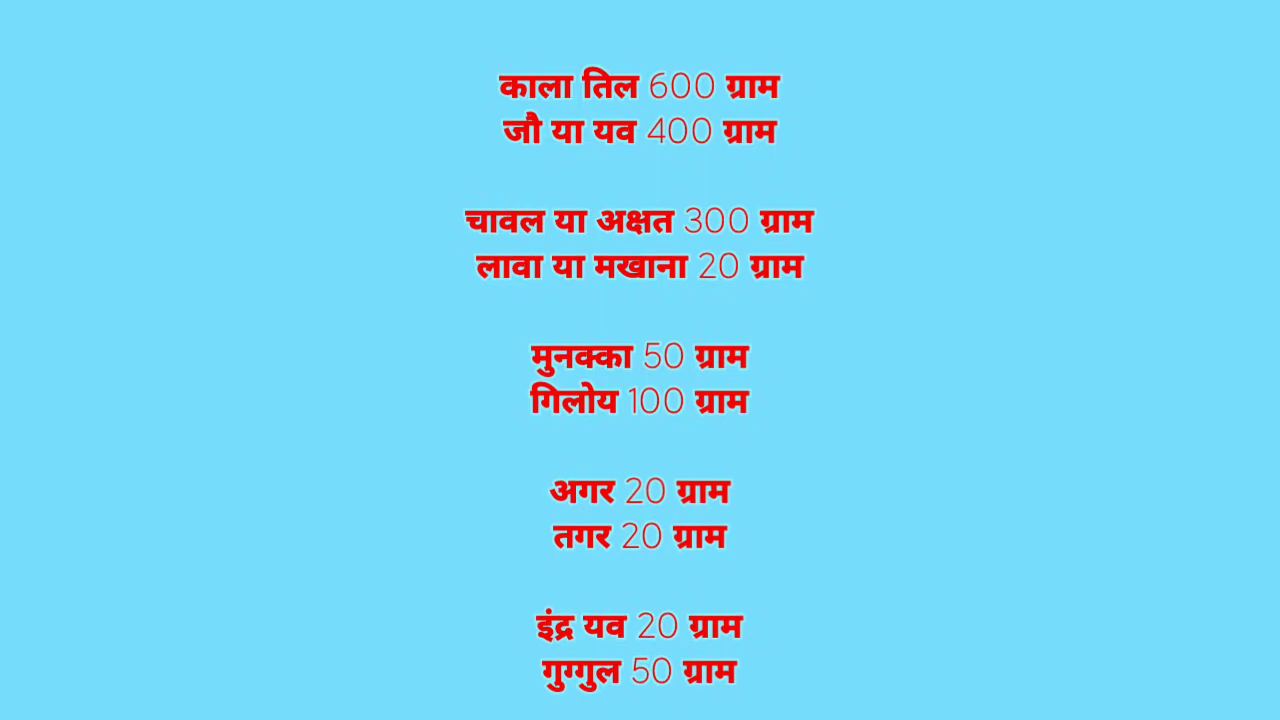 काला तिल 600 ग्राम
जौ या यव 400 ग्राम
चावल या अक्षत 300 ग्राम
लावा या मखाना 20 ग्राम
मुनक्का 50 ग्राम
गिलोय 100 ग्राम
अगर 20 ग्राम
तगर 20 ग्राम
इंद्र यव 20 ग्राम
गुग्गुल 50 ग्राम